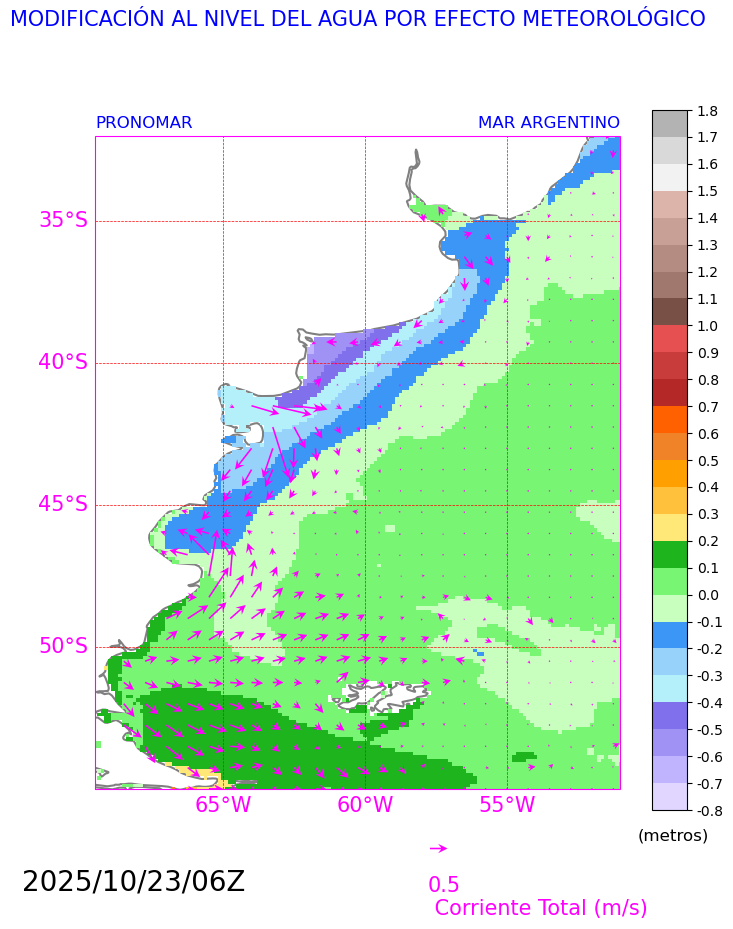 MODIFICACIÓN AL NIVEL DEL AGUA POR EFECTO METEOROLÓGICO
PRONOMAR
MAR ARGENTINO
35°S
40°S
45°S
50°S
65°W
60°W
55°W
1.8
1.7
1.6
1.5
1.4
1.3
1.2
1.1
1.0
0.9
0.8
0.7
0.6
0.5
0.4
0.3
0.2
0.1
0.0
-0.1
-0.2
-0.3
-0.4
-0.5
-0.6
-0.7
-0.8
(metros)
2025/10/23/06Z
0.5
Corriente Total (m/s)